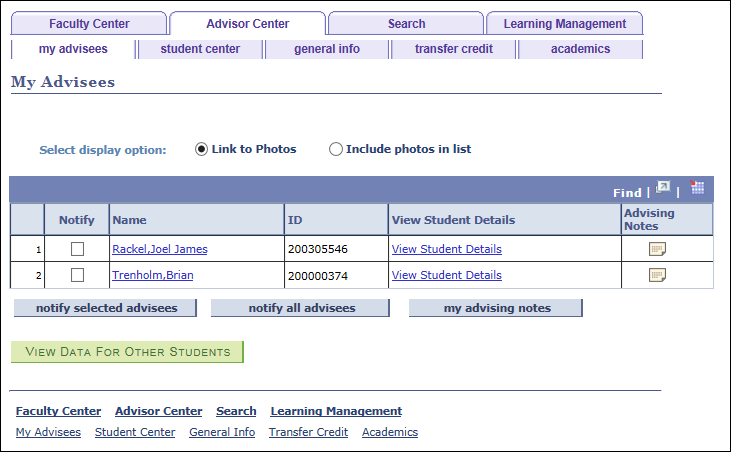 Faculty Center Advisor Center Search Learning Management
my advisees student center general info transfer credit academics
My Advisees
Select display option: Link to Photos Include photos in list
Find | |
Notify Name ID View Student Details Advising Notes
1 Rackel,Joel James 200305546 View Student Details
2 Trenholm,Brian 200000374 View Student Details
notify selected advisees notify all advisees my advising notes
View Data For Other Students
Faculty Center Advisor Center Search Learning Management
My Advisees Student Center General Info Transfer Credit Academics